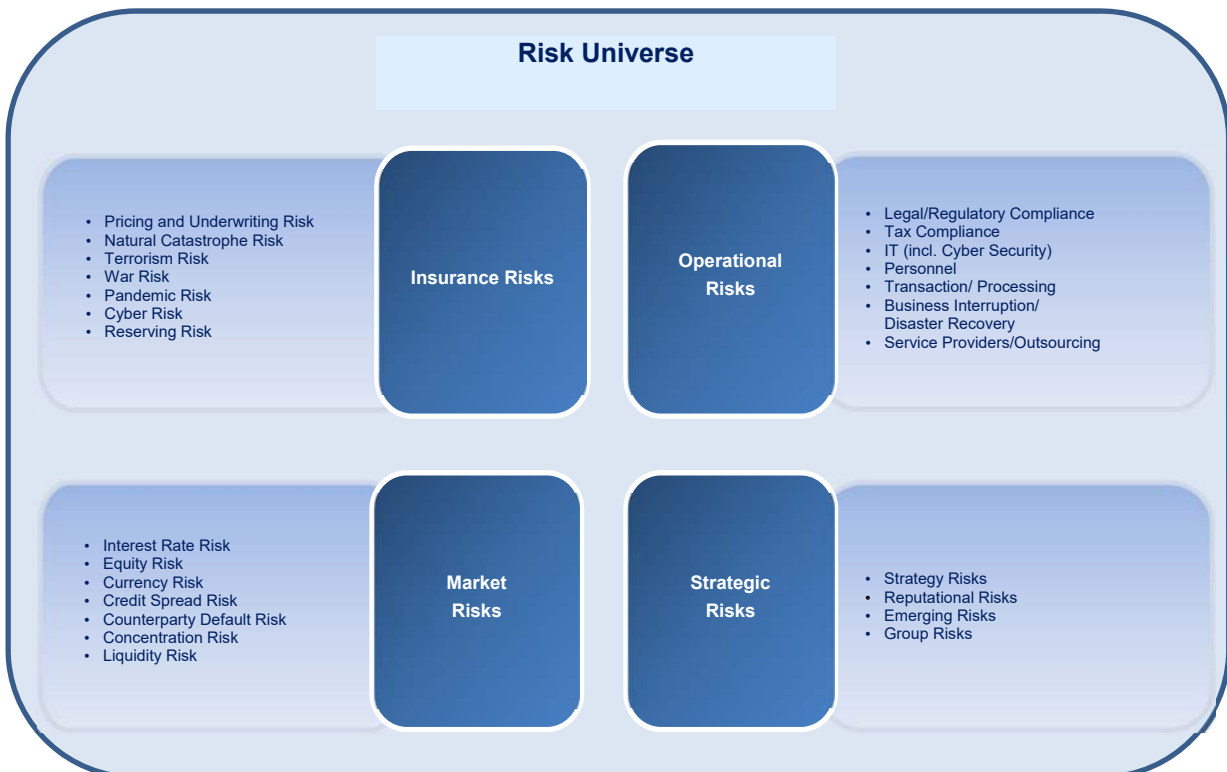 Risk Universe
• Pricing and Underwriting Risk
• Natural Catastrophe Risk
• Terrorism Risk
• War Risk
• Pandemic Risk
• Cyber Risk
• Reserving Risk
Insurance Risks
Operational
Risks
• Legal/Regulatory Compliance
• Tax Compliance
• IT (incl. Cyber Security)
• Personnel
• Transaction/ Processing
• Business Interruption/
Disaster Recovery
• Service Providers/Outsourcing
• Interest Rate Risk
• Equity Risk
• Currency Risk
• Credit Spread Risk
• Counterparty Default Risk
• Concentration Risk
• Liquidity Risk
Market
Risks
Strategic
Risks
• Strategy Risks
• Reputational Risks
• Emerging Risks
• Group Risks